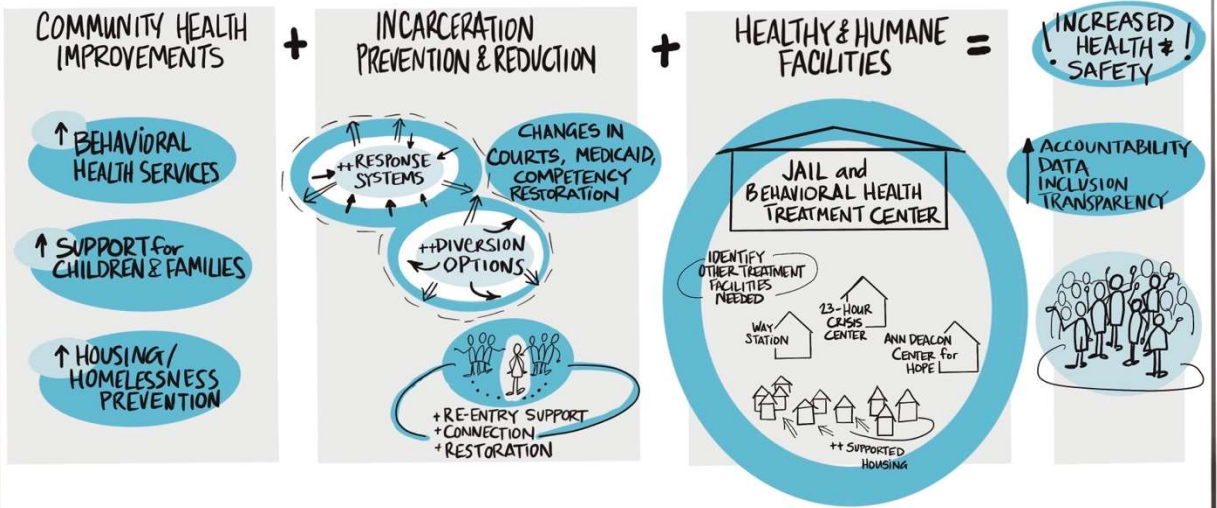 COMMUNITY HEALTH
IMPROVEMENTS
↑ BEHAVIORAL
HEALTH SERVICES
↑ SUPPORT for
CHILDREN & FAMILIES
↑ HOUSING/
HOMELESSNESS
PREVENTION
+
INCARCERATION
PREVENTION & REDUCTION
++RESPONSE
SYSTEMS
CHANGES IN
COURTS, MEDICAID,
COMPETENCY
RESTORATION
++DIVERSION
OPTIONS
+RE-ENTRY SUPPORT
+CONNECTION
+RESTORATION
+
HEALTHY & HUMANE
FACILITIES
JAIL and
BEHAVIORAL HEALTH
TREATMENT CENTER
IDENTIFY
OTHER TREATMENT
FACILITIES
NEEDED
23-HOUR
CRISIS
CENTER
WAY
STATION
ANN DEACON
CENTER for
HOPE
++ SUPPORTED
HOUSING
=
! INCREASED !
HEALTH &
SAFETY
↑ ACCOUNTABILITY
DATA
INCLUSION
TRANSPARENCY